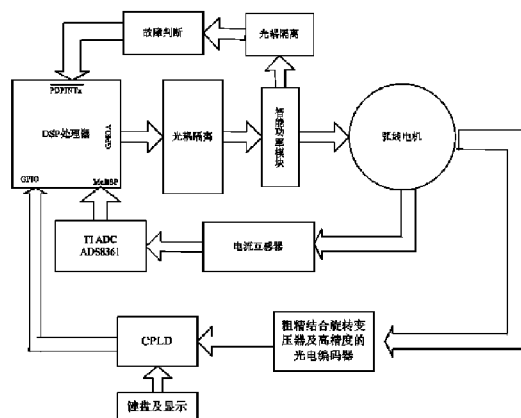 故障判断
光耦隔离
PDPINTA
DSP处理器
GPIOA
GPIO
McBSP
光耦隔离
智能功率模块
弧线电机
TI ADC
ADS8361
电流互感器
CPLD
粗精结合旋转变
压器及高精度的
光电编码器
键盘及显示